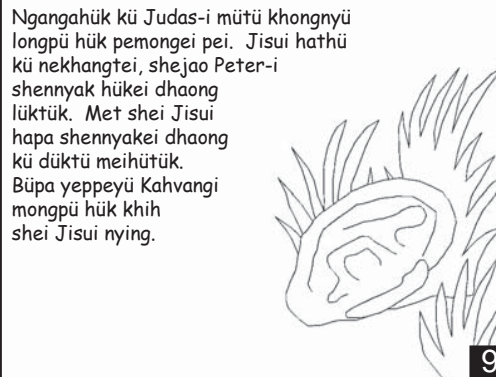 Ngangahük kü Judas-i mütü khongnyü
longpü hük pemongei pei. Jisui hathü
kü nekhangtei, shejao Peter-i
shennyak hükei dhaong
lüktük. Met shei Jisui
hapa shennyakei dhaong
kü düktü meihütük.
Büpa yeppeyü Kahvangi
mongpü hük khih
shei Jisui nying.
9